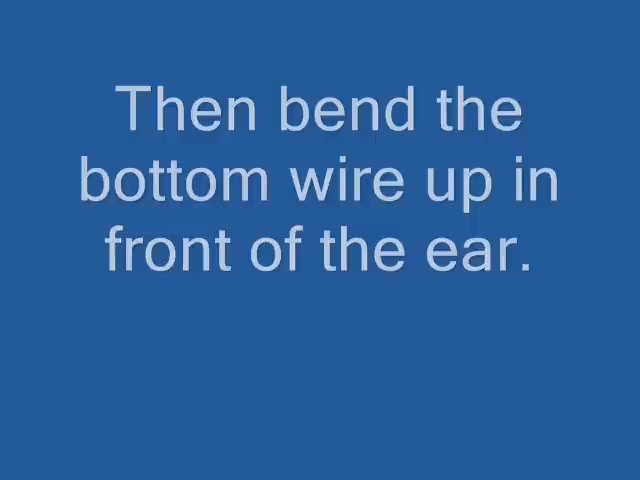 Then bend the
bottom wire up in
front of the ear.